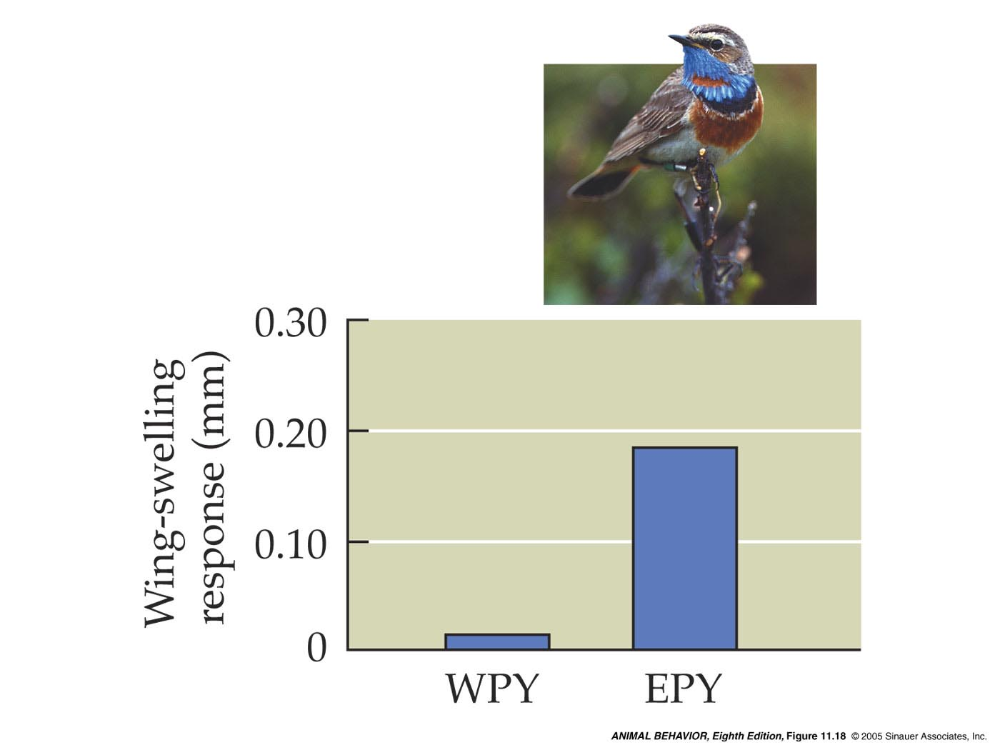 0.30
0.20
0.10
0
Wing-swelling
response (mm)
WPY
EPY
ANIMAL BEHAVIOR, Eighth Edition, Figure 11.18 © 2005 Sinauer Associates, Inc.